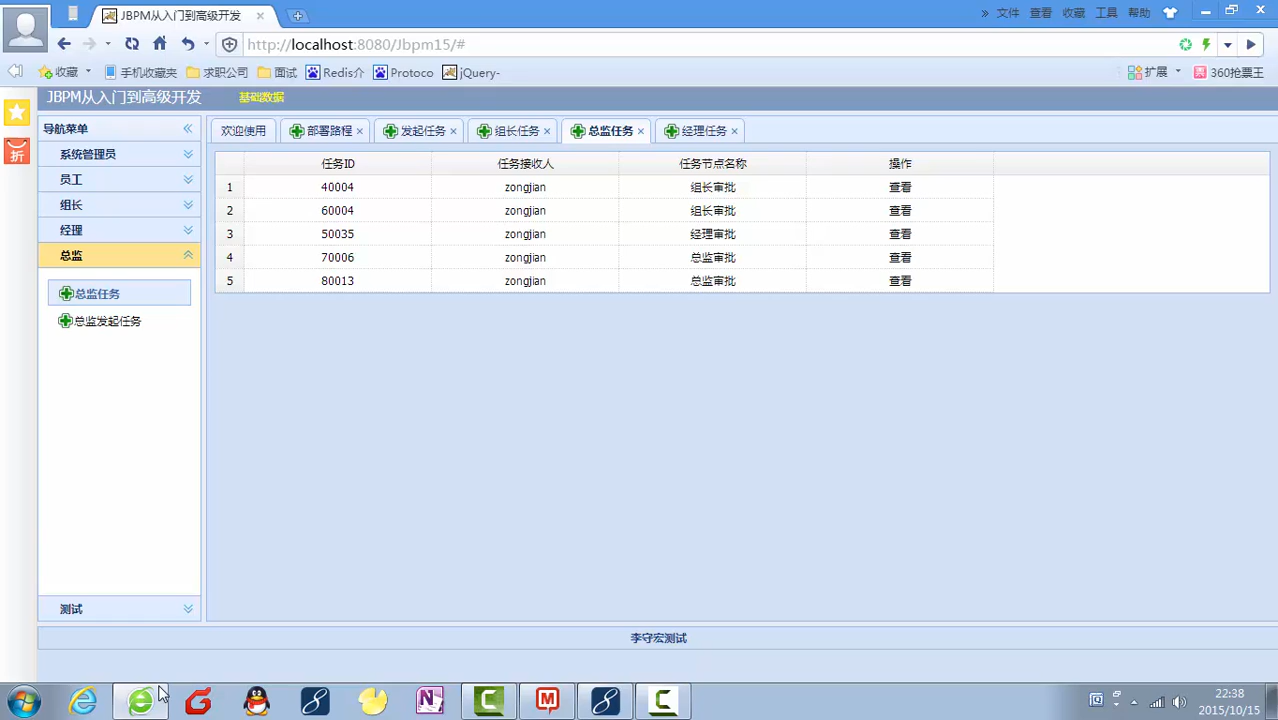 JBPM从入门到高级开发
文件 查看 收藏 工具 帮助
http://localhost:8080/Jbpm15/#
收藏 手机收藏夹 求职公司 面试 Redis介 Protoco jQuery- 扩展 360抢票王
JBPM从入门到高级开发 基础数据
折
导航菜单
系统管理员
员工
组长
经理
总监
总监任务
总监发起任务
测试
欢迎使用 部署路程 发起任务 组长任务 总监任务 经理任务
任务ID 任务接收人 任务节点名称 操作
1 40004 zongjian 组长审批 查看
2 60004 zongjian 组长审批 查看
3 50035 zongjian 经理审批 查看
4 70006 zongjian 总监审批 查看
5 80013 zongjian 总监审批 查看
李守宏测试
22:38
2015/10/15